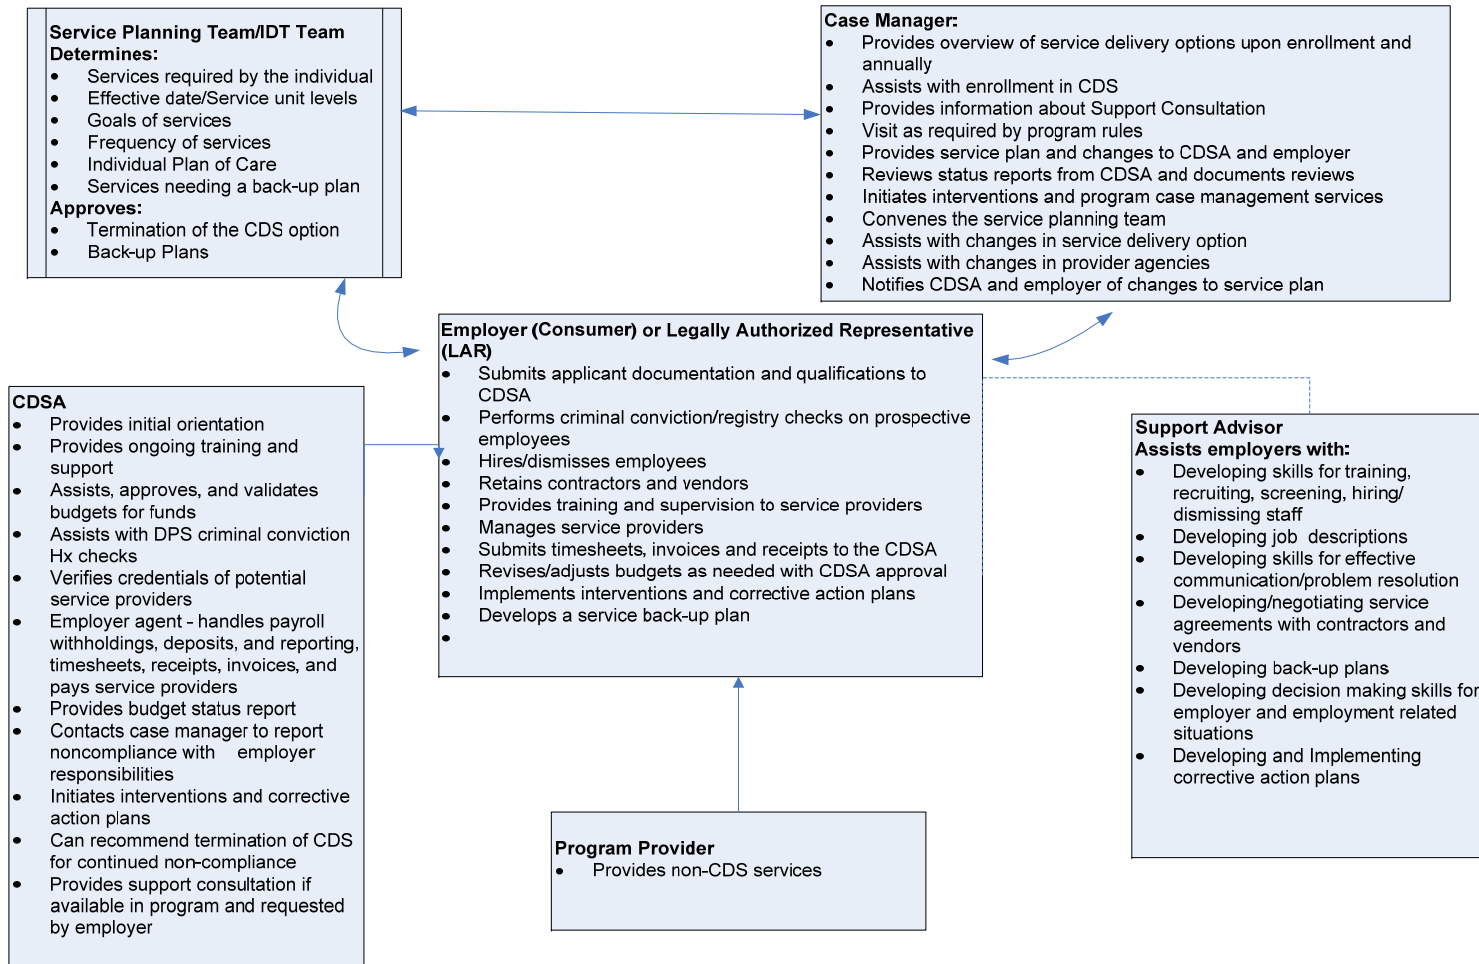 Service Planning Team/IDT Team
Determines:
• Services required by the individual
• Effective date/Service unit levels
• Goals of services
• Frequency of services
• Individual Plan of Care
• Services needing a back-up plan
Approves:
• Termination of the CDS option
• Back-up Plans
Case Manager:
• Provides overview of service delivery options upon enrollment and
annually
• Assists with enrollment in CDS
• Provides information about Support Consultation
• Visit as required by program rules
• Provides service plan and changes to CDSA and employer
• Reviews status reports from CDSA and documents reviews
• Initiates interventions and program case management services
• Convenes the service planning team
• Assists with changes in service delivery option
• Assists with changes in provider agencies
• Notifies CDSA and employer of changes to service plan
Employer (Consumer) or Legally Authorized Representative
(LAR)
• Submits applicant documentation and qualifications to
CDSA
• Performs criminal conviction/registry checks on prospective
employees
• Hires/dismisses employees
• Retains contractors and vendors
• Provides training and supervision to service providers
• Manages service providers
• Submits timesheets, invoices and receipts to the CDSA
• Revises/adjusts budgets as needed with CDSA approval
• Implements interventions and corrective action plans
• Develops a service back-up plan
•
CDSA
• Provides initial orientation
• Provides ongoing training and
support
• Assists, approves, and validates
budgets for funds
• Assists with DPS criminal conviction
Hx checks
• Verifies credentials of potential
service providers
• Employer agent - handles payroll
withholdings, deposits, and reporting,
timesheets, receipts, invoices, and
pays service providers
• Provides budget status report
• Contacts case manager to report
noncompliance with employer
responsibilities
• Initiates interventions and corrective
action plans
• Can recommend termination of CDS
for continued non-compliance
• Provides support consultation if
available in program and requested
by employer
Support Advisor
Assists employers with:
• Developing skills for training,
recruiting, screening, hiring/
dismissing staff
• Developing job descriptions
• Developing skills for effective
communication/problem resolution
• Developing/negotiating service
agreements with contractors and
vendors
• Developing back-up plans
• Developing decision making skills for
employer and employment related
situations
• Developing and Implementing
corrective action plans
Program Provider
• Provides non-CDS services